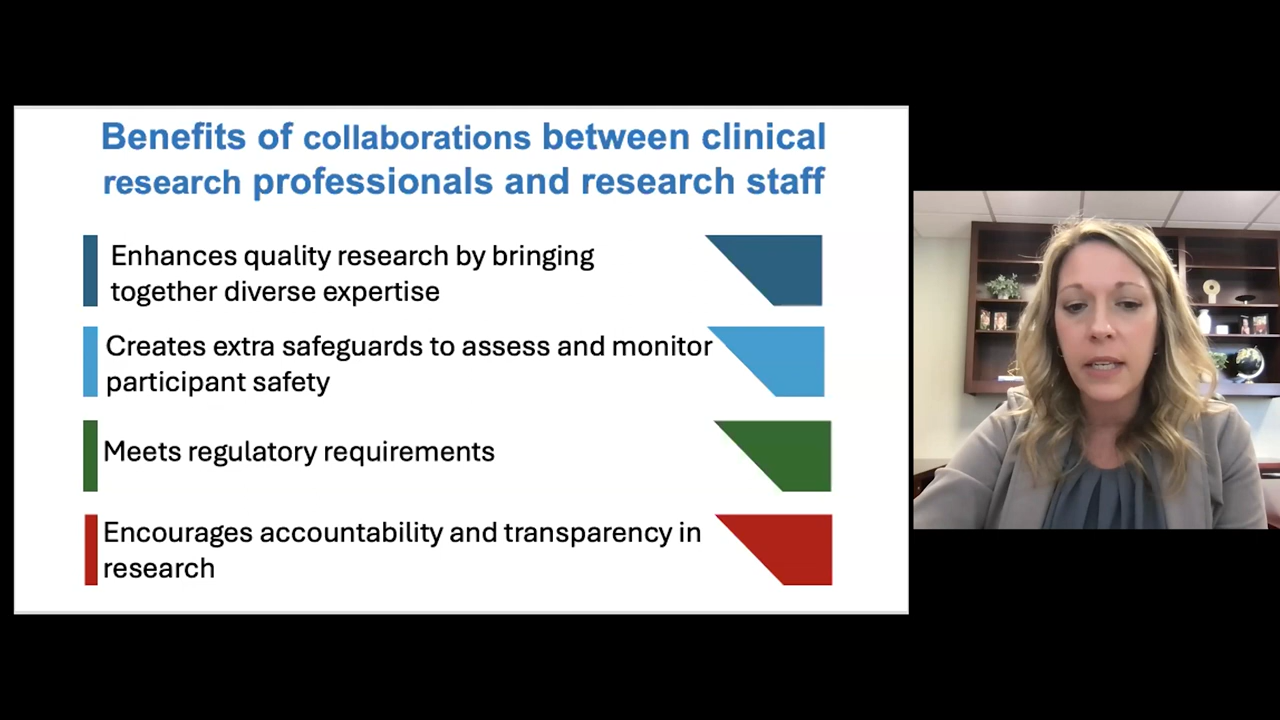 Benefits of collaborations between clinical
research professionals and research staff
Enhances quality research by bringing
together diverse expertise
Creates extra safeguards to assess and monitor
participant safety
Meets regulatory requirements
Encourages accountability and transparency in
research